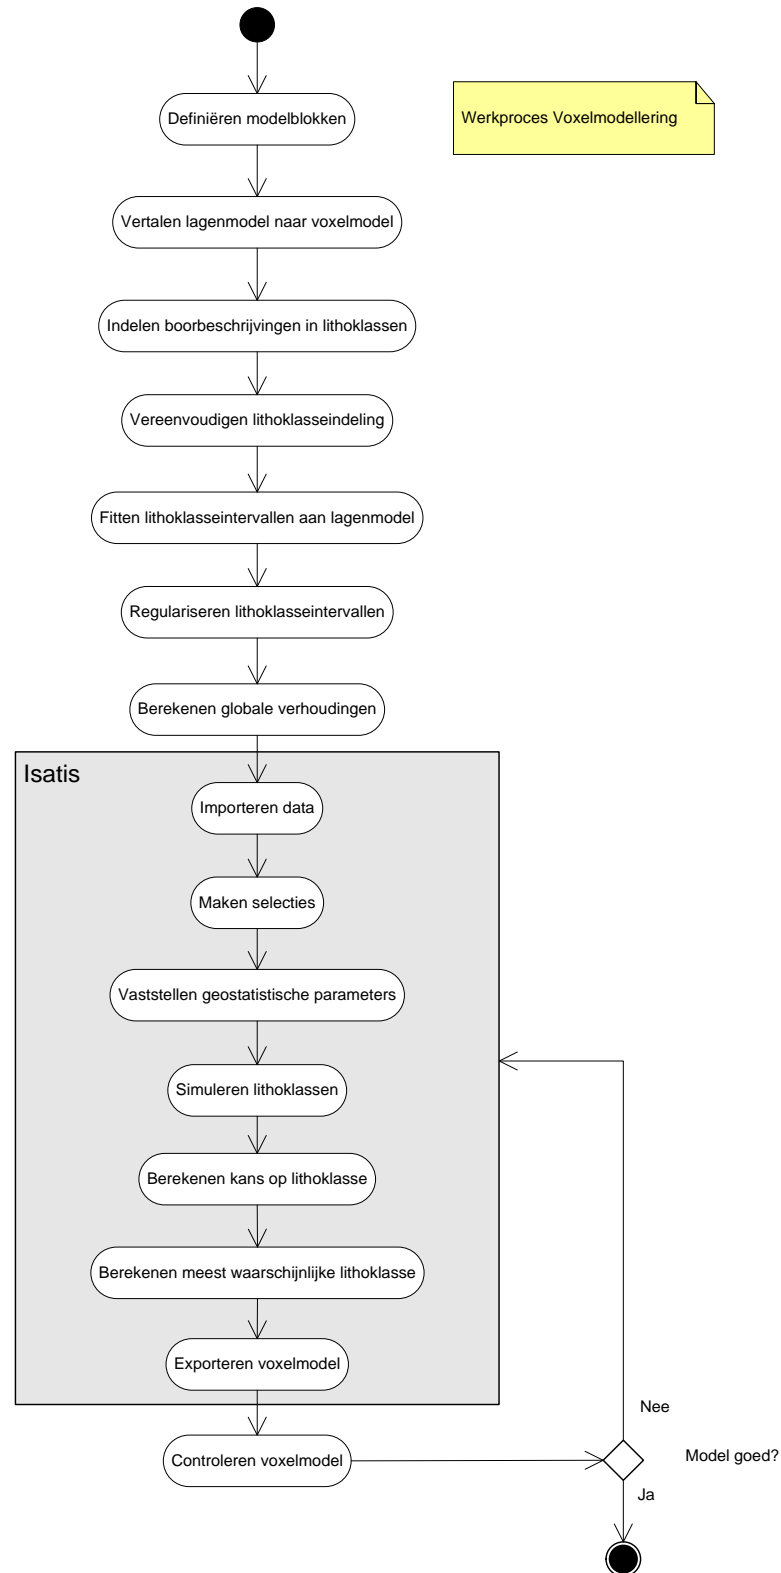 Definiëren modelblokken
Werkproces Voxelmodellering
Vertalen lagenmodel naar voxelmodel
Indelen boorbeschrijvingen in lithoklassen
Vereenvoudigen lithoklasseindeling
Fitten lithoklasseintervallen aan lagenmodel
Regulariseren lithoklasseintervallen
Berekenen globale verhoudingen
Isatis
Importeren data
Maken selecties
Vaststellen geostatistische parameters
Simuleren lithoklassen
Berekenen kans op lithoklasse
Berekenen meest waarschijnlijke lithoklasse
Exporteren voxelmodel
Nee
Controleren voxelmodel
Model goed?
Ja